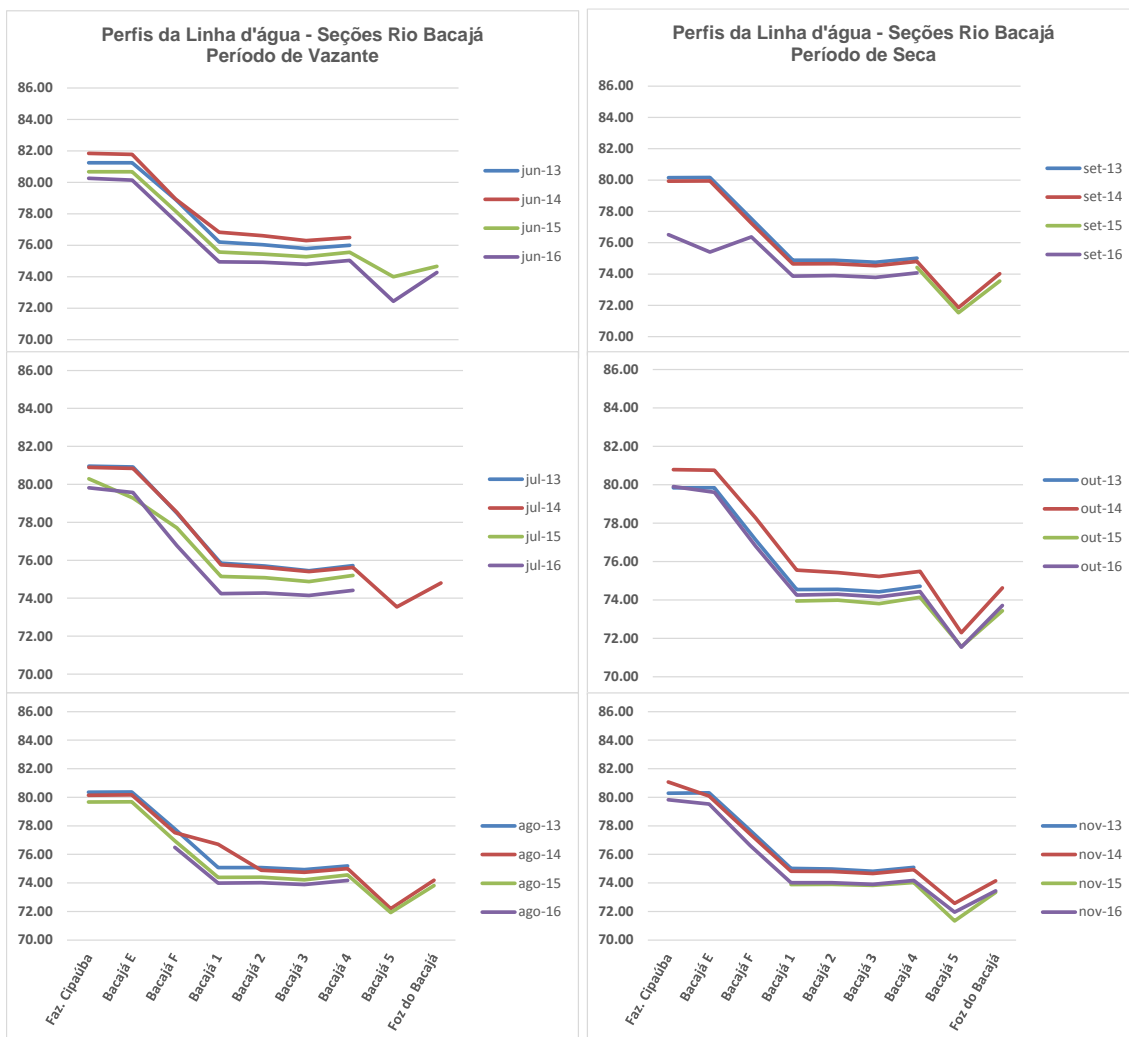 Perfis da Linha d'água - Seções Rio Bacajá
Período de Vazante
86.00
84.00
82.00
80.00
78.00
76.00
74.00
72.00
70.00
jun-13
jun-14
jun-15
jun-16
86.00
84.00
82.00
80.00
78.00
76.00
74.00
72.00
70.00
jul-13
jul-14
jul-15
jul-16
86.00
84.00
82.00
80.00
78.00
76.00
74.00
72.00
70.00
ago-13
ago-14
ago-15
ago-16
Faz. Cipaúba
Bacajá E
Bacajá F
Bacajá 1
Bacajá 2
Bacajá 3
Bacajá 4
Bacajá 5
Foz do Bacajá
Perfis da Linha d'água - Seções Rio Bacajá
Período de Seca
86.00
84.00
82.00
80.00
78.00
76.00
74.00
72.00
70.00
set-13
set-14
set-15
set-16
86.00
84.00
82.00
80.00
78.00
76.00
74.00
72.00
70.00
out-13
out-14
out-15
out-16
86.00
84.00
82.00
80.00
78.00
76.00
74.00
72.00
70.00
nov-13
nov-14
nov-15
nov-16
Faz. Cipaúba
Bacajá E
Bacajá F
Bacajá 1
Bacajá 2
Bacajá 3
Bacajá 4
Bacajá 5
Foz do Bacajá